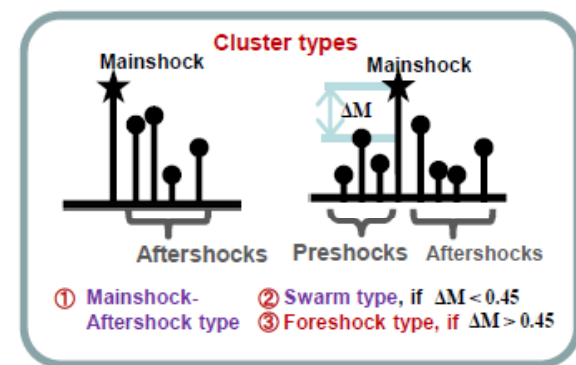 Cluster types
Mainshock
Mainshock
ΔM
Aftershocks
Preshocks
Aftershocks
① Mainshock-
Aftershock type
② Swarm type, if ΔM < 0.45
③ Foreshock type, if ΔM > 0.45